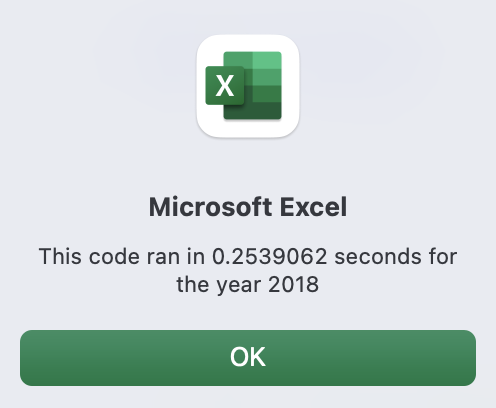 X
Microsoft Excel
This code ran in 0.2539062 seconds for
the year 2018
OK